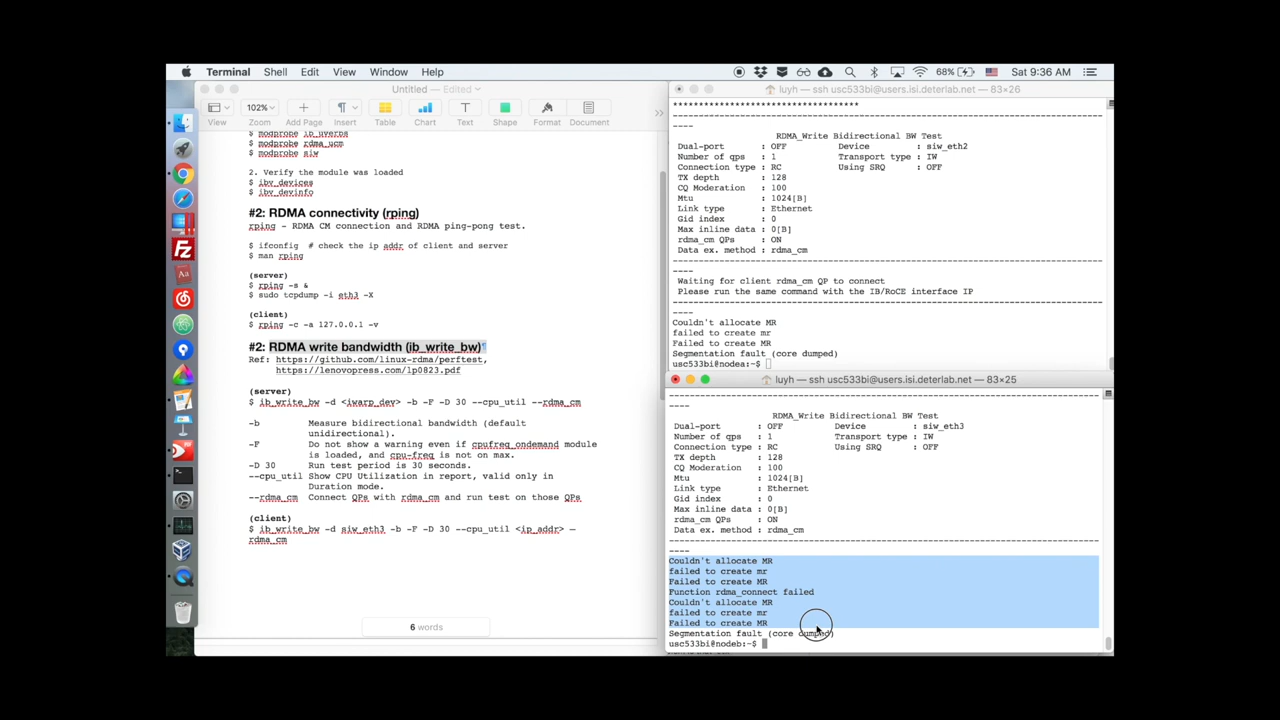 Terminal Shell Edit View Window Help
68% Sat 9:36 AM
Untitled — Edited
102%
View Zoom Add Page Insert Table Chart Text Shape Format Document
$ modprobe ib_uverbs
$ modprobe rdma_ucm
$ modprobe siw
2. Verify the module was loaded
$ ibv_devices
$ ibv_devinfo
#2: RDMA connectivity (rping)
rping - RDMA CM connection and RDMA ping-pong test.
$ ifconfig # check the ip addr of client and server
$ man rping
(server)
$ rping -s &
$ sudo tcpdump -i eth3 -X
(client)
$ rping -c -a 127.0.0.1 -v
#2: RDMA write bandwidth (ib_write_bw)¶
Ref: https://github.com/linux-rdma/perftest,
https://lenovopress.com/lp0823.pdf
(server)
$ ib_write_bw -d <iwarp_dev> -b -F -D 30 --cpu_util --rdma_cm
-b Measure bidirectional bandwidth (default
unidirectional).
-F Do not show a warning even if cpufreq_ondemand module
is loaded, and cpu-freq is not on max.
-D 30 Run test period is 30 seconds.
--cpu_util Show CPU Utilization in report, valid only in
Duration mode.
--rdma_cm Connect QPs with rdma_cm and run test on those QPs
(client)
$ ib_write_bw -d siw_eth3 -b -F -D 30 --cpu_util <ip_addr> —
rdma_cm
6 words
luyh — ssh usc533bi@users.isi.deterlab.net — 83×26
************************************
---------------------------------------------------------------------------------------
----
RDMA_Write Bidirectional BW Test
Dual-port : OFF Device : siw_eth2
Number of qps : 1 Transport type : IW
Connection type : RC Using SRQ : OFF
TX depth : 128
CQ Moderation : 100
Mtu : 1024[B]
Link type : Ethernet
Gid index : 0
Max inline data : 0[B]
rdma_cm QPs : ON
Data ex. method : rdma_cm
---------------------------------------------------------------------------------------
----
Waiting for client rdma_cm QP to connect
Please run the same command with the IB/RoCE interface IP
---------------------------------------------------------------------------------------
Couldn't allocate MR
failed to create mr
Failed to create MR
Segmentation fault (core dumped)
usc533bi@nodea:~$
luyh — ssh usc533bi@users.isi.deterlab.net — 83×25
---------------------------------------------------------------------------------------
----
RDMA_Write Bidirectional BW Test
Dual-port : OFF Device : siw_eth3
Number of qps : 1 Transport type : IW
Connection type : RC Using SRQ : OFF
TX depth : 128
CQ Moderation : 100
Mtu : 1024[B]
Link type : Ethernet
Gid index : 0
Max inline data : 0[B]
rdma_cm QPs : ON
Data ex. method : rdma_cm
---------------------------------------------------------------------------------------
----
Couldn't allocate MR
failed to create mr
Failed to create MR
Function rdma_connect failed
Couldn't allocate MR
failed to create mr
Failed to create MR
Segmentation fault (core dumped)
usc533bi@nodeb:~$